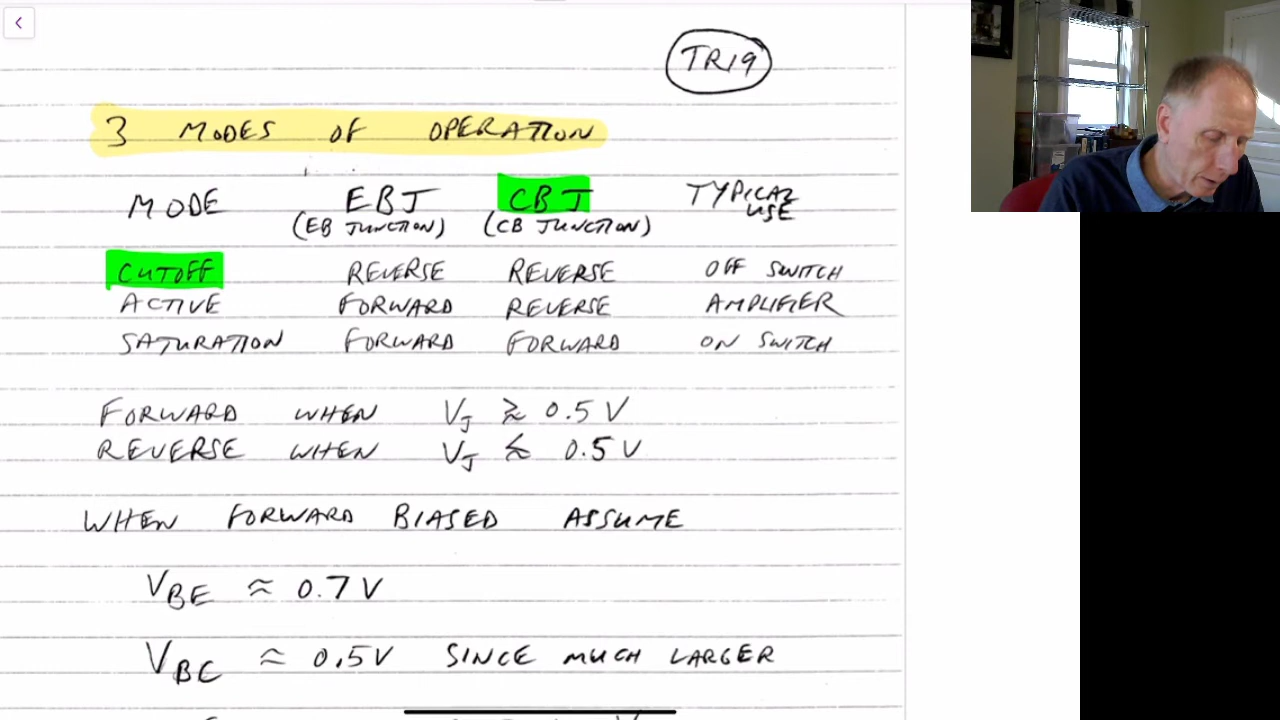 TR19
3 MODES OF OPERATION
MODE EBJ CBJ TYPICAL USE
(EB JUNCTION) (CB JUNCTION)
CUTOFF REVERSE REVERSE OFF SWITCH
ACTIVE FORWARD REVERSE AMPLIFIER
SATURATION FORWARD FORWARD ON SWITCH
FORWARD WHEN VJ ≳ 0.5 V
REVERSE WHEN VJ ≲ 0.5 V
WHEN FORWARD BIASED ASSUME
VBE ≈ 0.7 V
VBC ≈ 0.5V SINCE MUCH LARGER